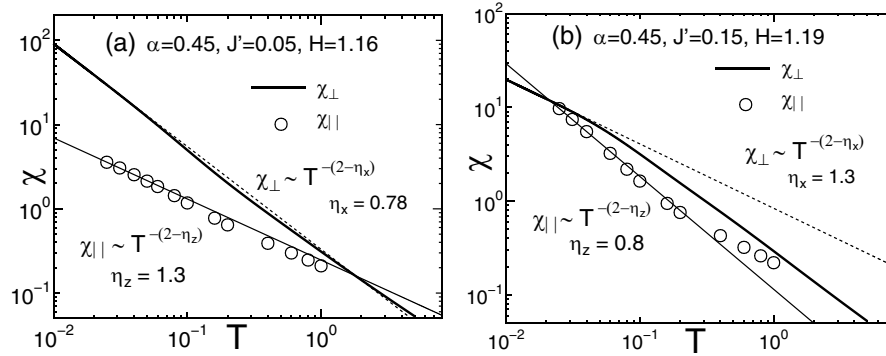 (a) α=0.45, J'=0.05, H=1.16
χ⊥
χ||
χ⊥ ~ T^-(2-ηx)
ηx = 0.78
χ|| ~ T^-(2-ηz)
ηz = 1.3
χ
10^2
10^1
10^0
10^-1
10^-2
10^-1
T
10^0
(b) α=0.45, J'=0.15, H=1.19
χ⊥
χ||
χ⊥ ~ T^-(2-ηx)
ηx = 1.3
χ|| ~ T^-(2-ηz)
ηz = 0.8
χ
10^2
10^1
10^0
10^-1
10^-2
10^-1
T
10^0